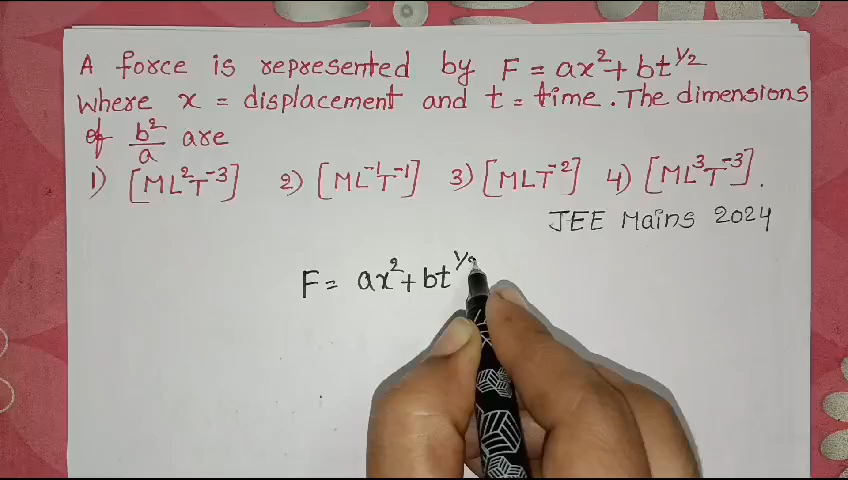 A force is represented by F = ax² + bt^1/2
where x = displacement and t = time. The dimensions
of b²/a are
1) [ML²T⁻³] 2) [ML⁻¹T⁻¹] 3) [MLT⁻²] 4) [ML³T⁻³].
JEE Mains 2024
F = ax² + bt^1/2